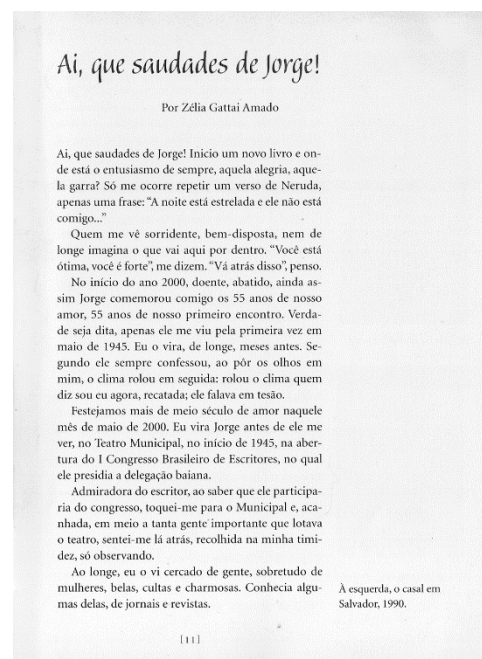 Ai, que saudades de Jorge!
Por Zélia Gattai Amado
Ai, que saudades de Jorge! Inicio um novo livro e on-
de está o entusiasmo de sempre, aquela alegria, aque-
la garra? Só me ocorre repetir um verso de Neruda,
apenas uma frase: “A noite está estrelada e ele não está
comigo...”
Quem me vê sorridente, bem-disposta, nem de
longe imagina o que vai aqui por dentro. “Você está
ótima, você é forte”, me dizem. “Vá atrás disso”, penso.
No início do ano 2000, doente, abatido, ainda as-
sim Jorge comemorou comigo os 55 anos de nosso
amor, 55 anos de nosso primeiro encontro. Verda-
de seja dita, apenas ele me viu pela primeira vez em
maio de 1945. Eu o vira, de longe, meses antes. Se-
gundo ele sempre confessou, ao pôr os olhos em
mim, o clima rolou em seguida: rolou o clima quem
diz sou eu agora, recatada; ele falava em tesão.
Festejamos mais de meio século de amor naquele
mês de maio de 2000. Eu vira Jorge antes de ele me
ver, no Teatro Municipal, no início de 1945, na aber-
tura do I Congresso Brasileiro de Escritores, no qual
ele presidia a delegação baiana.
Admiradora do escritor, ao saber que ele participa-
ria do congresso, toquei-me para o Municipal e, aca-
nhada, em meio a tanta gente importante que lotava
o teatro, sentei-me lá atrás, recolhida na minha timi-
dez, só observando.
Ao longe, eu o vi cercado de gente, sobretudo de
mulheres, belas, cultas e charmosas. Conhecia algu-
mas delas, de jornais e revistas.
À esquerda, o casal em
Salvador, 1990.
[11]